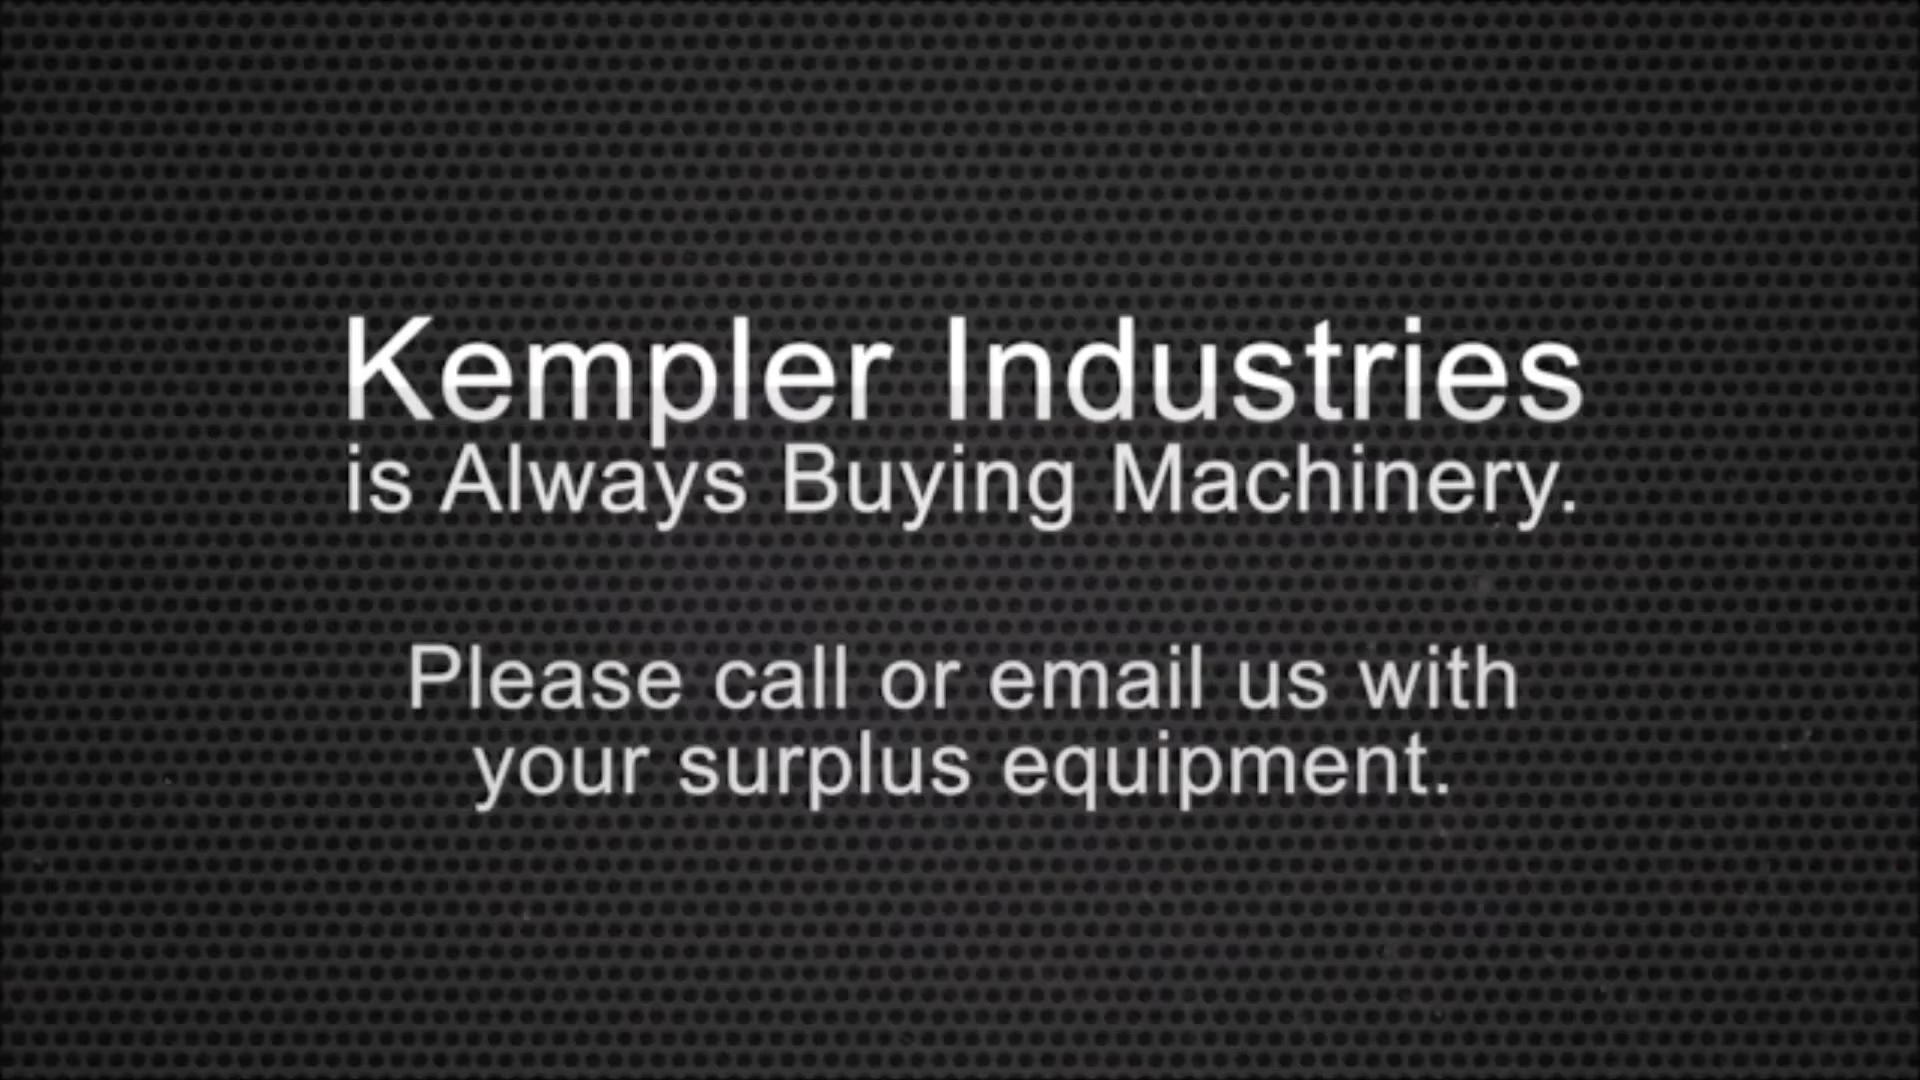 Kempler Industries
is Always Buying Machinery.
Please call or email us with
your surplus equipment.